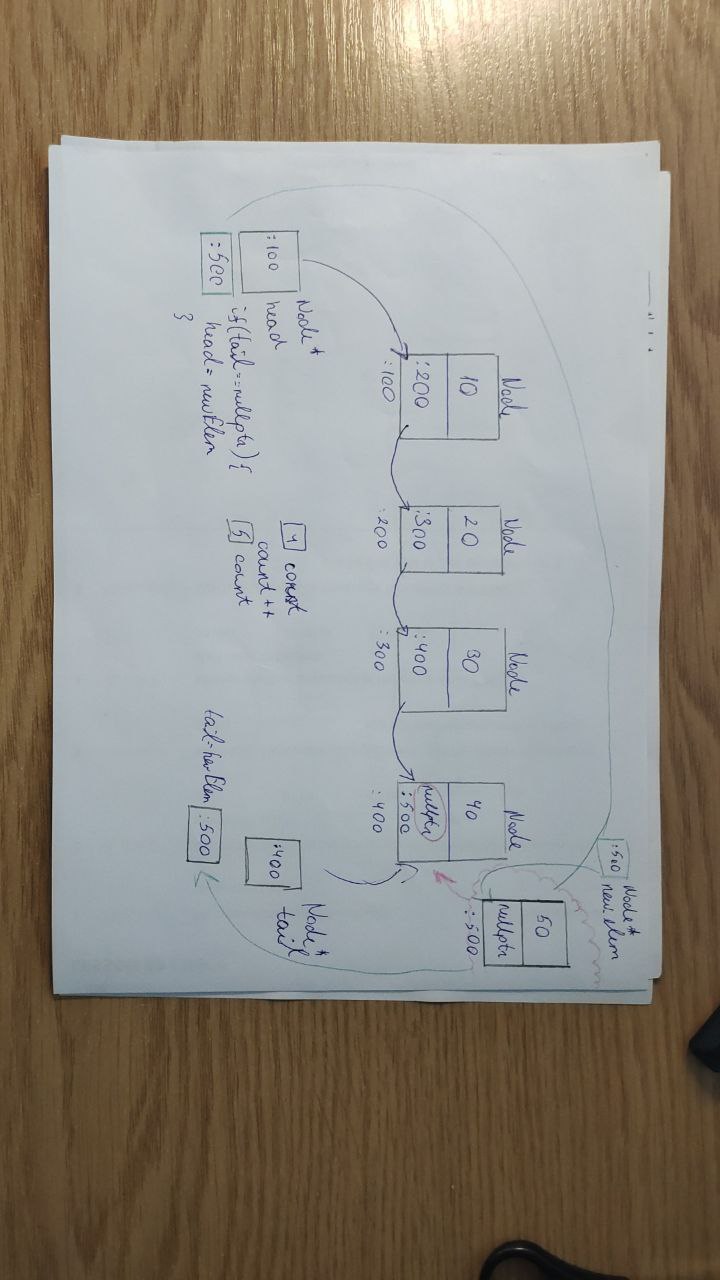 Node
Node
Node
Node
Node*
new elem
:500
10
20
30
40
50
:200
:300
:400
nullptr
:500
nullptr
:100
:200
:300
:400
:500
Node*
head
:100
:500
if(tail==nullptr){
head = newElem
}
4 count
count++
5 count
Node*
tail
:400
tail=newElem :500